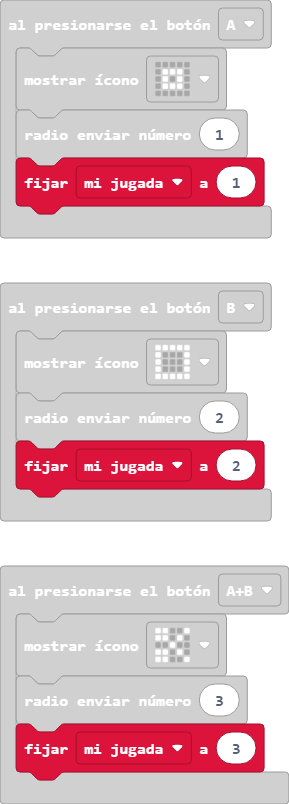 al presionarse el botón A
mostrar ícono
radio enviar número 1
fijar mi jugada a 1
al presionarse el botón B
mostrar ícono
radio enviar número 2
fijar mi jugada a 2
al presionarse el botón A+B
mostrar ícono
radio enviar número 3
fijar mi jugada a 3